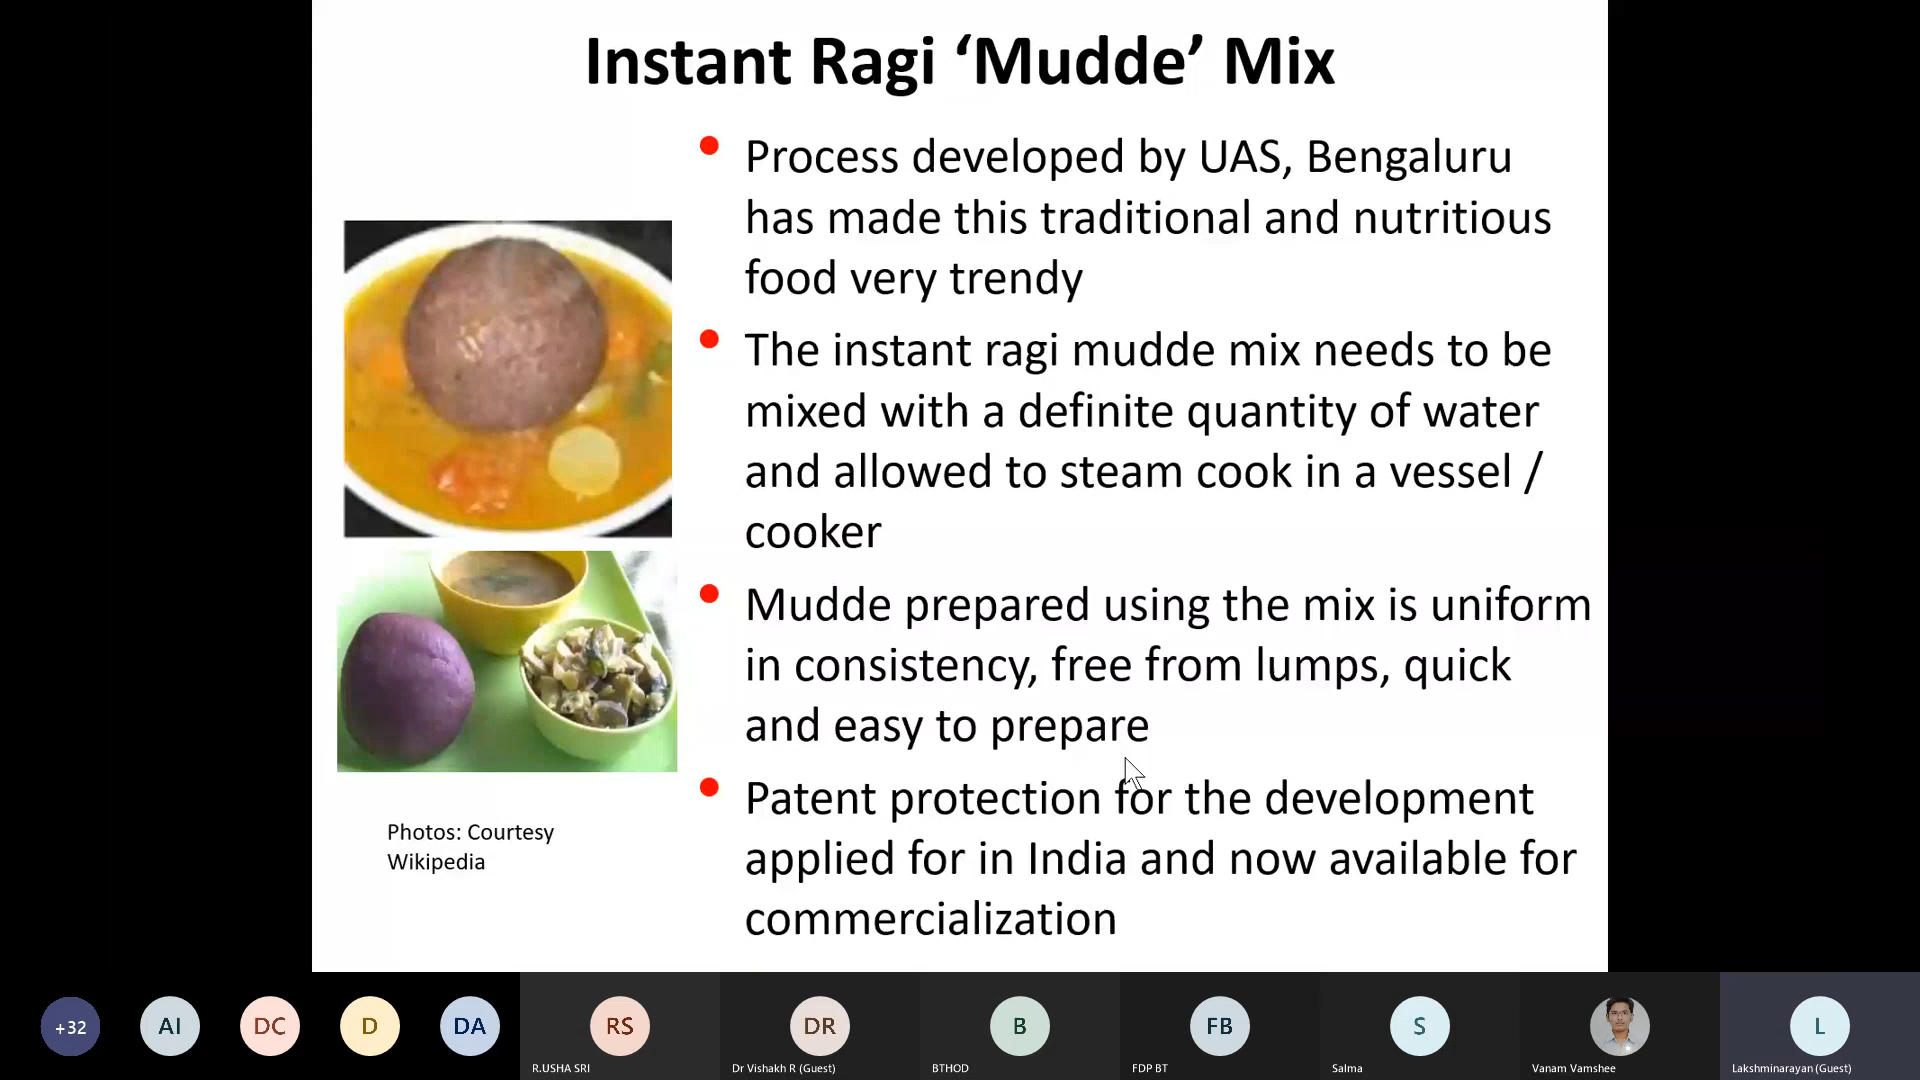 Instant Ragi ‘Mudde’ Mix
Process developed by UAS, Bengaluru
has made this traditional and nutritious
food very trendy
The instant ragi mudde mix needs to be
mixed with a definite quantity of water
and allowed to steam cook in a vessel /
cooker
Mudde prepared using the mix is uniform
in consistency, free from lumps, quick
and easy to prepare
Patent protection for the development
applied for in India and now available for
commercialization
Photos: Courtesy
Wikipedia
+32
AI
DC
D
DA
RS
DR
B
FB
S
L
R.USHA SRI
Dr Vishakh R (Guest)
BTHOD
FDP BT
Salma
Vanam Vamshee
Lakshminarayan (Guest)